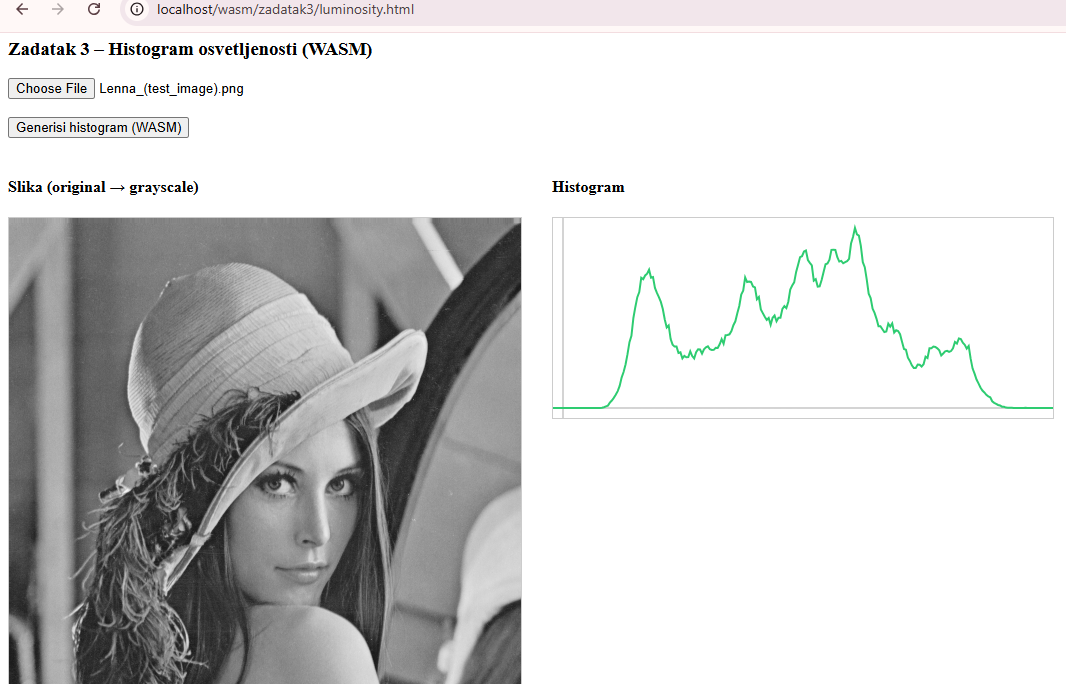 localhost/wasm/zadatak3/luminosity.html
Zadatak 3 – Histogram osvetljenosti (WASM)
Choose File Lenna_(test_image).png
Generisi histogram (WASM)
Slika (original → grayscale)
Histogram